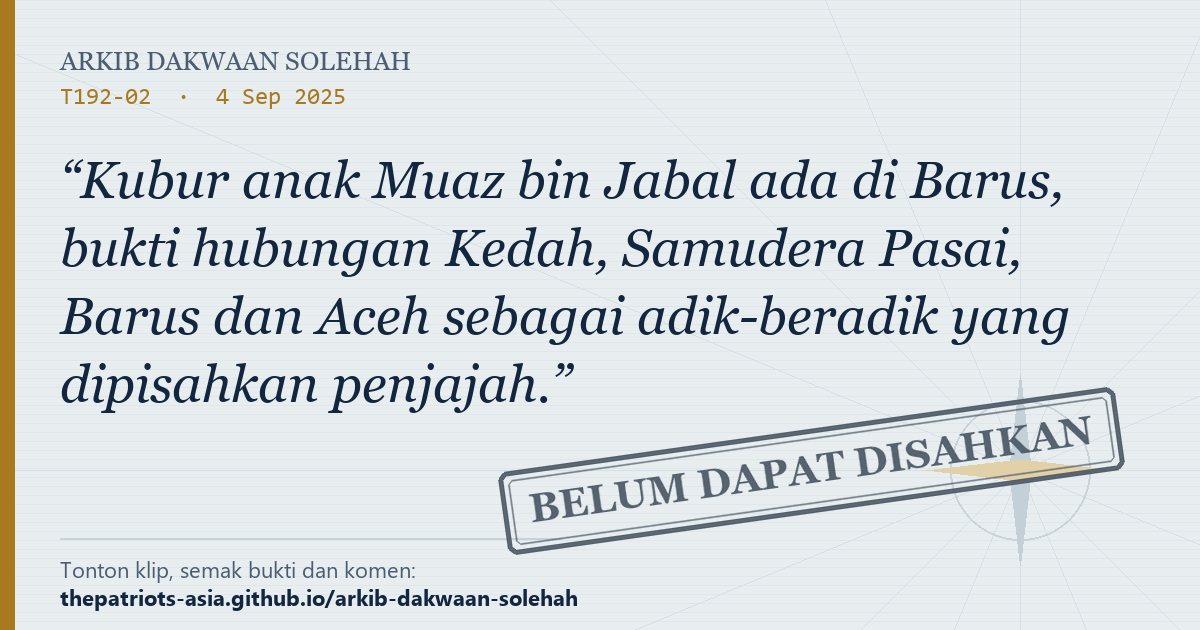 ARKIB DAKWAAN SOLEHAH
T192-02 · 4 Sep 2025
“Kubur anak Muaz bin Jabal ada di Barus,
bukti hubungan Kedah, Samudera Pasai,
Barus dan Aceh sebagai adik-beradik yang
dipisahkan penjajah.”
BELUM DAPAT DISAHKAN
Tonton klip, semak bukti dan komen:
thepatriots-asia.github.io/arkib-dakwaan-solehah